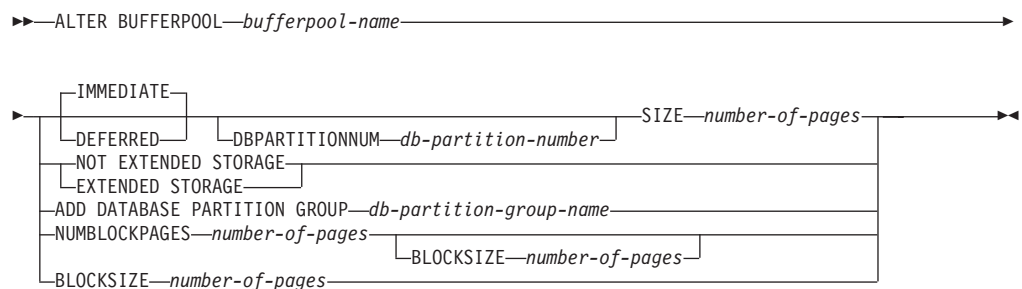 ALTER BUFFERPOOL bufferpool-name
IMMEDIATE
DEFERRED
DBPARTITIONNUM db-partition-number
SIZE number-of-pages
NOT EXTENDED STORAGE
EXTENDED STORAGE
ADD DATABASE PARTITION GROUP db-partition-group-name
NUMBLOCKPAGES number-of-pages
BLOCKSIZE number-of-pages
BLOCKSIZE number-of-pages